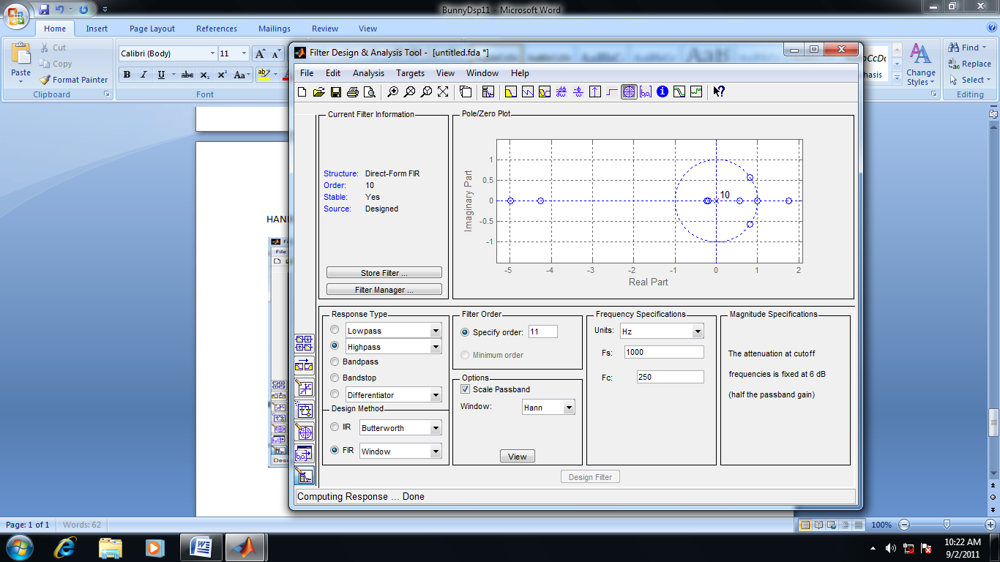 BunnyDsp11 - Microsoft Word
Home Insert Page Layout References Mailings Review View
Paste
Cut
Copy
Format Painter
Clipboard
Calibri (Body) 11 A A
B I U abc x₂ x² Aa ab
Font
Change
Styles
Find
Replace
Select
Editing
HAN
Filter Design & Analysis Tool - [untitled.fda *]
File Edit Analysis Targets View Window Help
Current Filter Information
Structure: Direct-Form FIR
Order: 10
Stable: Yes
Source: Designed
Store Filter ...
Filter Manager ...
Pole/Zero Plot
Imaginary Part
1
0.5
0
-0.5
-1
10
-5 -4 -3 -2 -1 0 1 2
Real Part
Response Type
Lowpass
Highpass
Bandpass
Bandstop
Differentiator
Design Method
IIR Butterworth
FIR Window
Filter Order
Specify order: 11
Minimum order
Options
Scale Passband
Window: Hann
View
Frequency Specifications
Units: Hz
Fs: 1000
Fc: 250
Magnitude Specifications
The attenuation at cutoff
frequencies is fixed at 6 dB
(half the passband gain)
Design Filter
Computing Response ... Done
Page: 1 of 1 Words: 62
100%
10:22 AM
9/2/2011